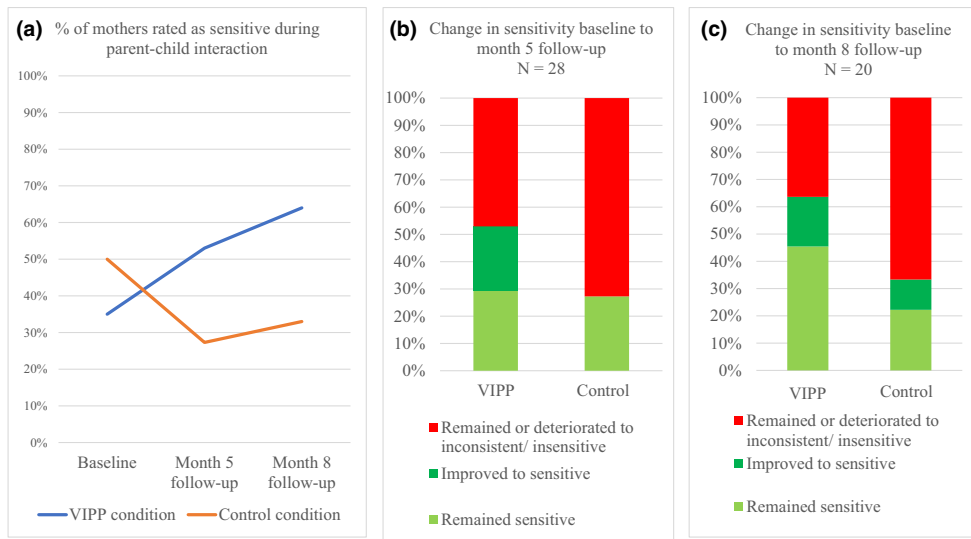 (a) % of mothers rated as sensitive during
parent-child interaction
100%
90%
80%
70%
60%
50%
40%
30%
20%
10%
0%
Baseline
Month 5
follow-up
Month 8
follow-up
VIPP condition
Control condition
(b) Change in sensitivity baseline to
month 5 follow-up
N = 28
100%
90%
80%
70%
60%
50%
40%
30%
20%
10%
0%
VIPP
Control
Remained or deteriorated to
inconsistent/ insensitive
Improved to sensitive
Remained sensitive
(c) Change in sensitivity baseline
to month 8 follow-up
N = 20
100%
90%
80%
70%
60%
50%
40%
30%
20%
10%
0%
VIPP
Control
Remained or deteriorated to
inconsistent/ insensitive
Improved to sensitive
Remained sensitive